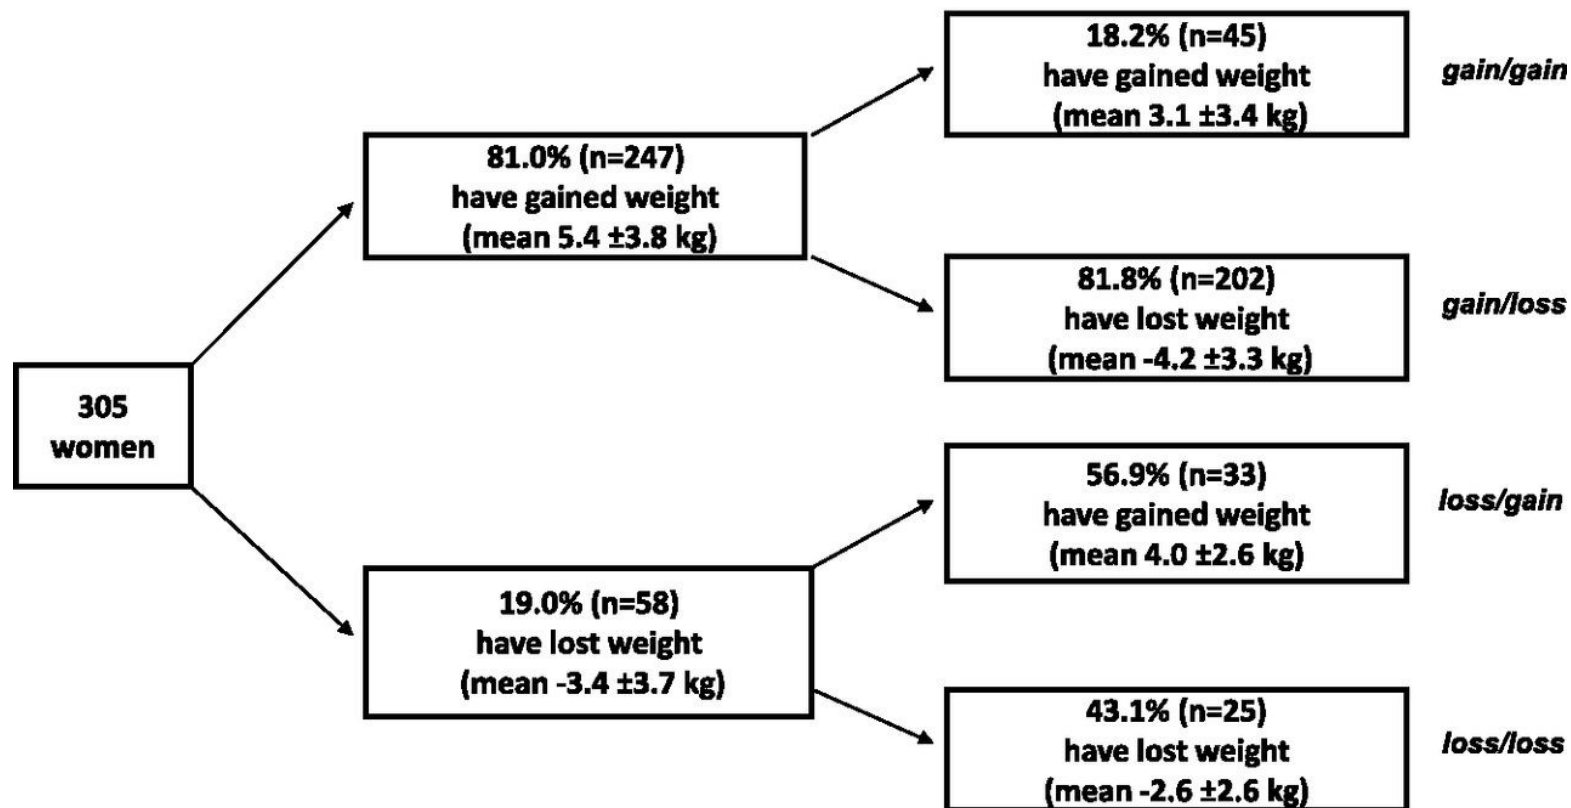 305
women
81.0% (n=247)
have gained weight
(mean 5.4 ±3.8 kg)
19.0% (n=58)
have lost weight
(mean -3.4 ±3.7 kg)
18.2% (n=45)
have gained weight
(mean 3.1 ±3.4 kg)
gain/gain
81.8% (n=202)
have lost weight
(mean -4.2 ±3.3 kg)
gain/loss
56.9% (n=33)
have gained weight
(mean 4.0 ±2.6 kg)
loss/gain
43.1% (n=25)
have lost weight
(mean -2.6 ±2.6 kg)
loss/loss